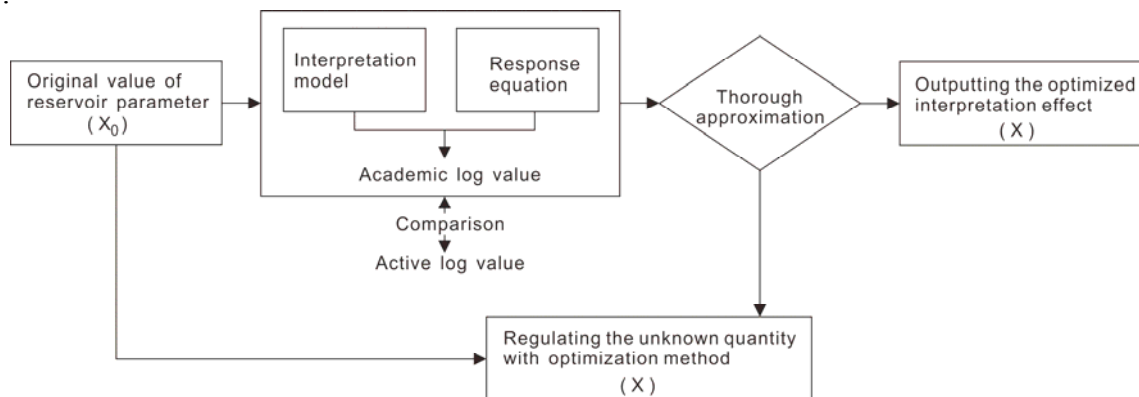 Original value of
reservoir parameter
(X₀)
Interpretation
model
Response
equation
Academic log value
Comparison
Active log value
Thorough
approximation
Outputting the optimized
interpretation effect
(X)
Regulating the unknown quantity
with optimization method
(X)